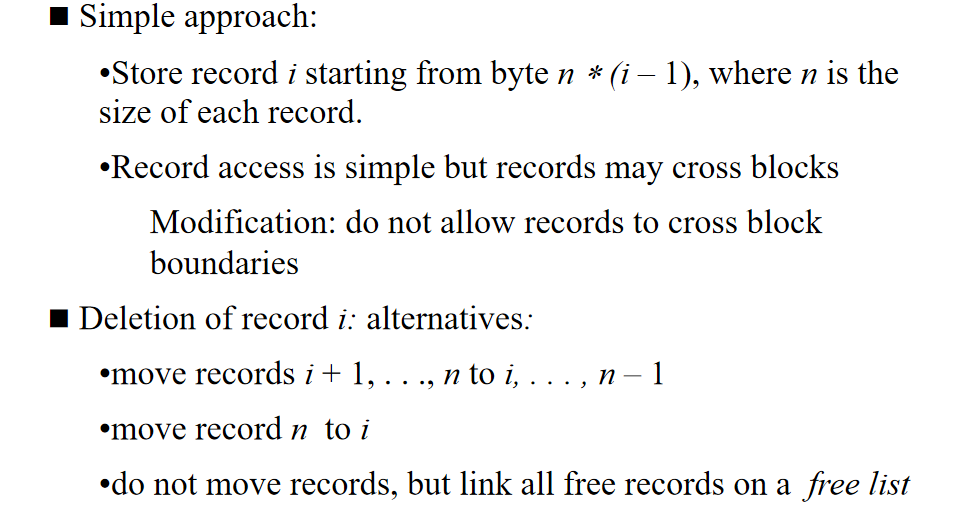 ■ Simple approach:
•Store record i starting from byte n * (i – 1), where n is the
size of each record.
•Record access is simple but records may cross blocks
Modification: do not allow records to cross block
boundaries
■ Deletion of record i: alternatives:
•move records i + 1, . . ., n to i, . . . , n – 1
•move record n to i
•do not move records, but link all free records on a free list